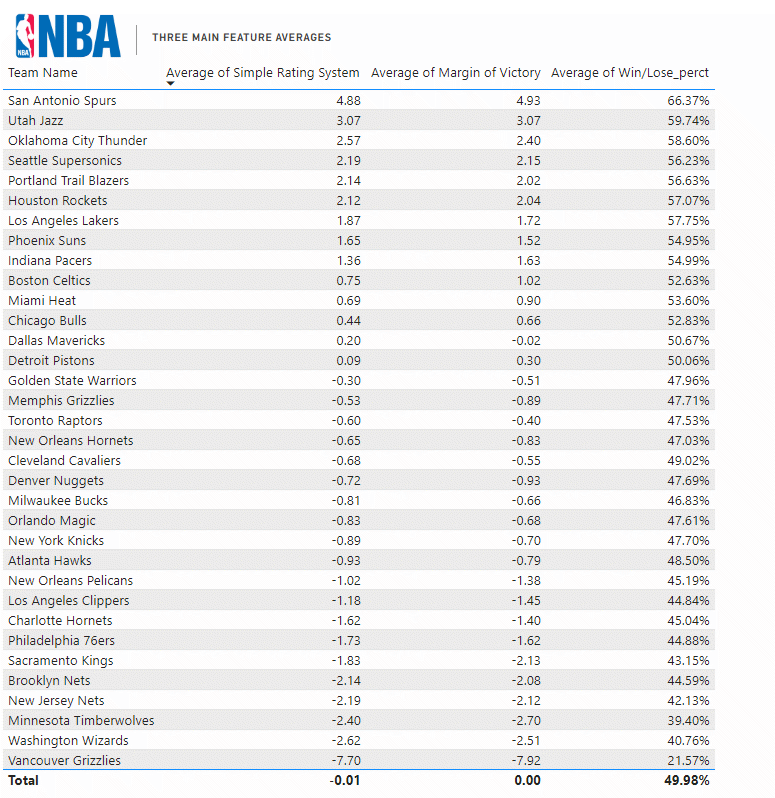 NBA NBA THREE MAIN FEATURE AVERAGES
Team Name Average of Simple Rating System Average of Margin of Victory Average of Win/Lose_perct
San Antonio Spurs 4.88 4.93 66.37%
Utah Jazz 3.07 3.07 59.74%
Oklahoma City Thunder 2.57 2.40 58.60%
Seattle Supersonics 2.19 2.15 56.23%
Portland Trail Blazers 2.14 2.02 56.63%
Houston Rockets 2.12 2.04 57.07%
Los Angeles Lakers 1.87 1.72 57.75%
Phoenix Suns 1.65 1.52 54.95%
Indiana Pacers 1.36 1.63 54.99%
Boston Celtics 0.75 1.02 52.63%
Miami Heat 0.69 0.90 53.60%
Chicago Bulls 0.44 0.66 52.83%
Dallas Mavericks 0.20 -0.02 50.67%
Detroit Pistons 0.09 0.30 50.06%
Golden State Warriors -0.30 -0.51 47.96%
Memphis Grizzlies -0.53 -0.89 47.71%
Toronto Raptors -0.60 -0.40 47.53%
New Orleans Hornets -0.65 -0.83 47.03%
Cleveland Cavaliers -0.68 -0.55 49.02%
Denver Nuggets -0.72 -0.93 47.69%
Milwaukee Bucks -0.81 -0.66 46.83%
Orlando Magic -0.83 -0.68 47.61%
New York Knicks -0.89 -0.70 47.70%
Atlanta Hawks -0.93 -0.79 48.50%
New Orleans Pelicans -1.02 -1.38 45.19%
Los Angeles Clippers -1.18 -1.45 44.84%
Charlotte Hornets -1.62 -1.40 45.04%
Philadelphia 76ers -1.73 -1.62 44.88%
Sacramento Kings -1.83 -2.13 43.15%
Brooklyn Nets -2.14 -2.08 44.59%
New Jersey Nets -2.19 -2.12 42.13%
Minnesota Timberwolves -2.40 -2.70 39.40%
Washington Wizards -2.62 -2.51 40.76%
Vancouver Grizzlies -7.70 -7.92 21.57%
Total -0.01 0.00 49.98%